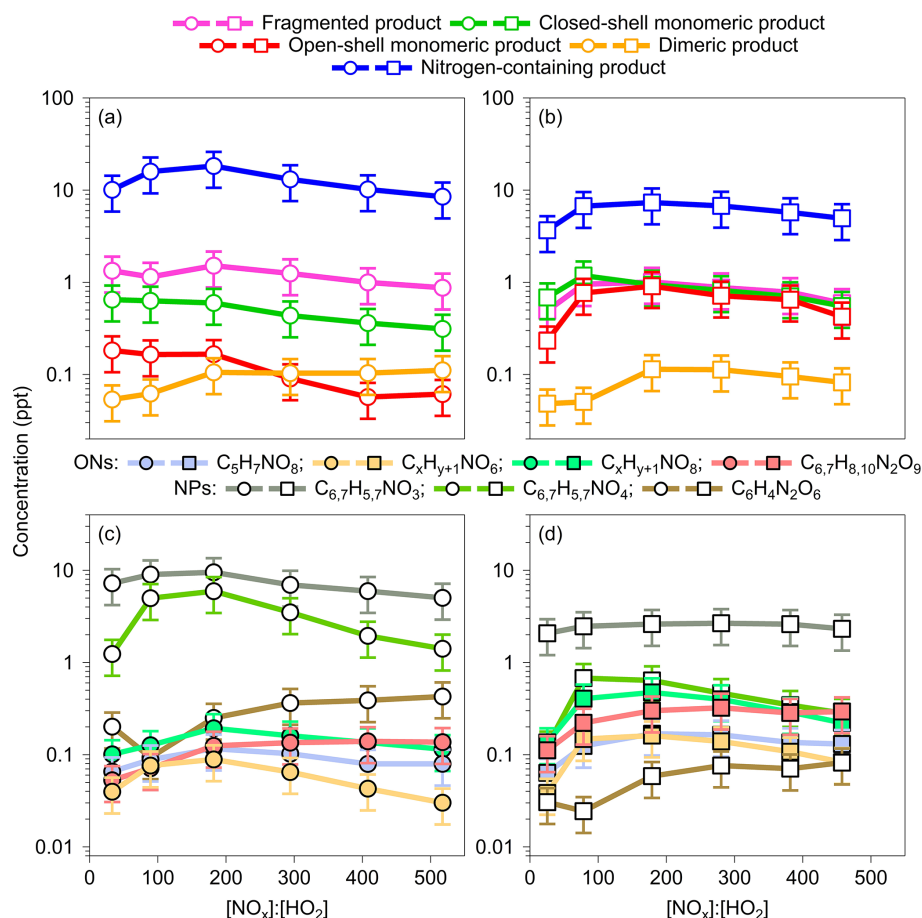 Fragmented product Closed-shell monomeric product
Open-shell monomeric product Dimeric product
Nitrogen-containing product
100
10
1
0.1
(a)
(b)
Concentration (ppt)
ONs: C₅H₇NO₈; CₓHᵧ₊₁NO₆; CₓHᵧ₊₁NO₈; C₆,₇H₈,₁₀N₂O₉
NPs: C₆,₇H₅,₇NO₃; C₆,₇H₅,₇NO₄; C₆H₄N₂O₆
10
1
0.1
0.01
(c)
(d)
0 100 200 300 400 500 0 100 200 300 400 500
[NOₓ]:[HO₂] [NOₓ]:[HO₂]